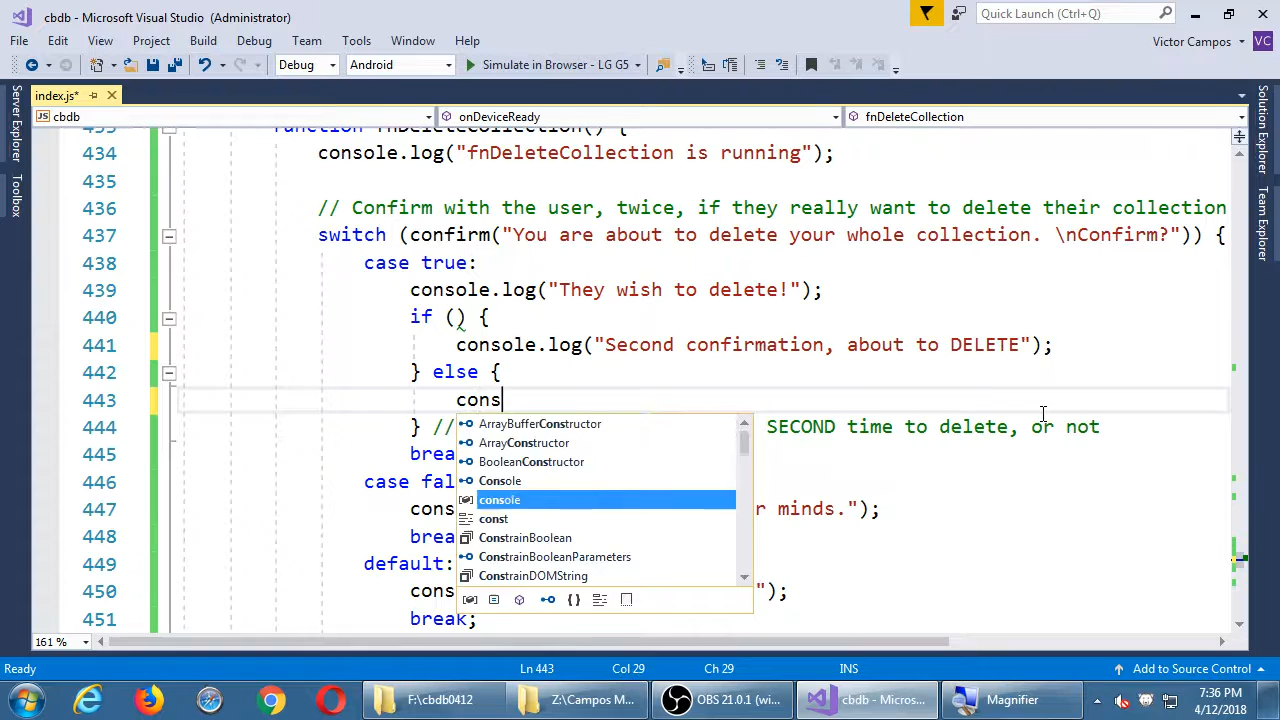 cbdb - Microsoft Visual Studio (Administrator)
Quick Launch (Ctrl+Q)
File Edit View Project Build Debug Team Tools Window Help
Victor Campos VC
Debug Android Simulate in Browser - LG G5
index.js*
JS cbdb onDeviceReady fnDeleteCollection
Server Explorer
Toolbox
Solution Explorer
Team Explorer
433 function fnDeleteCollection() {
434 console.log("fnDeleteCollection is running");
435
436 // Confirm with the user, twice, if they really want to delete their collection
437 switch (confirm("You are about to delete your whole collection. \nConfirm?")) {
438 case true:
439 console.log("They wish to delete!");
440 if () {
441 console.log("Second confirmation, about to DELETE");
442 } else {
443 cons
444 } // SECOND time to delete, or not
445 brea
446 case fal
447 cons r minds.");
448 brea
449 default:
450 cons ");
451 break;
ArrayBufferConstructor
ArrayConstructor
BooleanConstructor
Console
console
const
ConstrainBoolean
ConstrainBooleanParameters
ConstrainDOMString
161 %
Ready Ln 443 Col 29 Ch 29 INS Add to Source Control
F:\cbdb0412 Z:\Campos M... OBS 21.0.1 (wi... cbdb - Micros... Magnifier
7:36 PM
4/12/2018